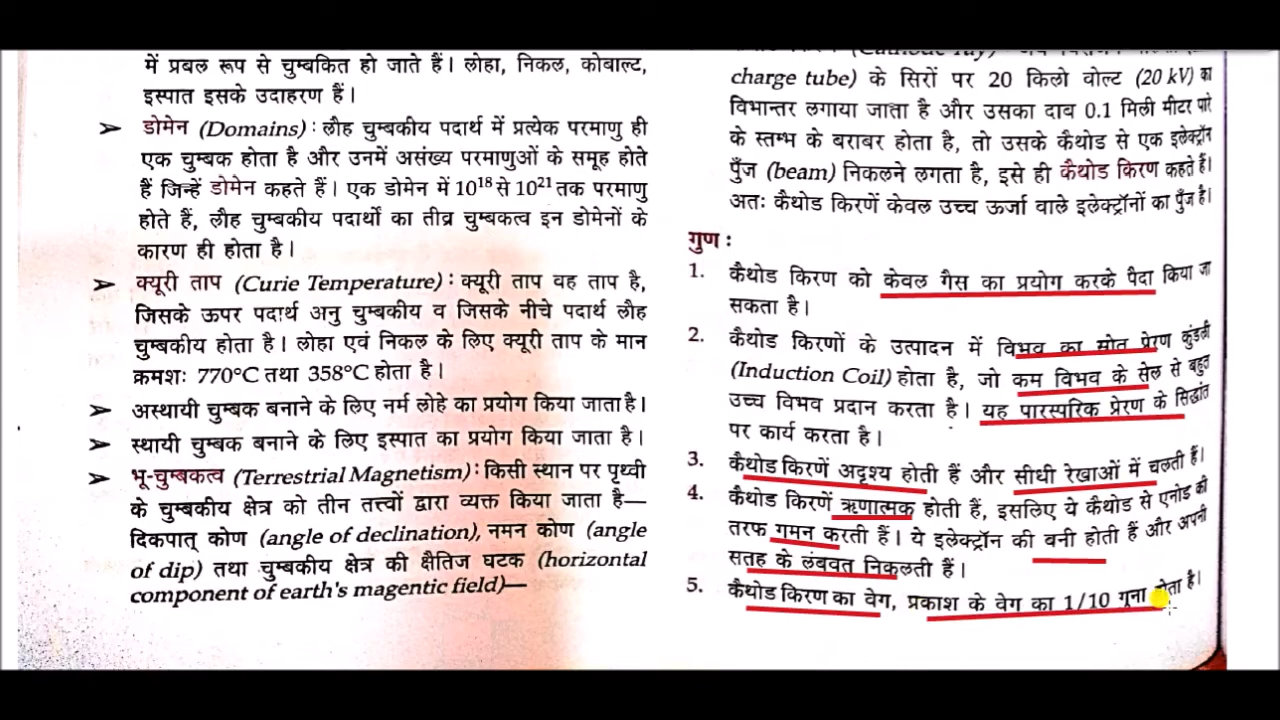 में प्रबल रूप से चुम्बकित हो जाते हैं। लोहा, निकल, कोबाल्ट,
इस्पात इसके उदाहरण हैं।
➤ डोमेन (Domains) : लौह चुम्बकीय पदार्थ में प्रत्येक परमाणु ही
एक चुम्बक होता है और उनमें असंख्य परमाणुओं के समूह होते
हैं जिन्हें डोमेन कहते हैं। एक डोमेन में 10¹⁸ से 10²¹ तक परमाणु
होते हैं, लौह चुम्बकीय पदार्थों का तीव्र चुम्बकत्व इन डोमेनों के
कारण ही होता है।
➤ क्यूरी ताप (Curie Temperature) : क्यूरी ताप वह ताप है,
जिसके ऊपर पदार्थ अनु चुम्बकीय व जिसके नीचे पदार्थ लौह
चुम्बकीय होता है। लोहा एवं निकल के लिए क्यूरी ताप के मान
क्रमशः 770°C तथा 358°C होता है।
➤ अस्थायी चुम्बक बनाने के लिए नर्म लोहे का प्रयोग किया जाता है।
➤ स्थायी चुम्बक बनाने के लिए इस्पात का प्रयोग किया जाता है।
➤ भू-चुम्बकत्व (Terrestrial Magnetism) : किसी स्थान पर पृथ्वी
के चुम्बकीय क्षेत्र को तीन तत्त्वों द्वारा व्यक्त किया जाता है—
दिकपात् कोण (angle of declination), नमन कोण (angle
of dip) तथा चुम्बकीय क्षेत्र की क्षैतिज घटक (horizontal
component of earth's magentic field)—
(Cathode ray)
charge tube) के सिरों पर 20 किलो वोल्ट (20 kV) का
विभान्तर लगाया जाता है और उसका दाब 0.1 मिली मीटर पारे
के स्तम्भ के बराबर होता है, तो उसके कैथोड से एक इलेक्ट्रॉन
पुँज (beam) निकलने लगता है, इसे ही कैथोड किरण कहते हैं।
अतः कैथोड किरणें केवल उच्च ऊर्जा वाले इलेक्ट्रॉनों का पुँज है।
गुण :
1. कैथोड किरण को केवल गैस का प्रयोग करके पैदा किया जा
सकता है।
2. कैथोड किरणों के उत्पादन में विभव का स्रोत प्रेरण कुंडली
(Induction Coil) होता है, जो कम विभव के सेल से बहुत
उच्च विभव प्रदान करता है। यह पारस्परिक प्रेरण के सिद्धांत
पर कार्य करता है।
3. कैथोड किरणें अदृश्य होती हैं और सीधी रेखाओं में चलती हैं।
4. कैथोड किरणें ऋणात्मक होती हैं, इसलिए ये कैथोड से एनोड की
तरफ गमन करती हैं। ये इलेक्ट्रॉन की बनी होती हैं और अपनी
सतह के लंबवत निकलती हैं।
5. कैथोड किरण का वेग, प्रकाश के वेग का 1/10 गुना होता है।